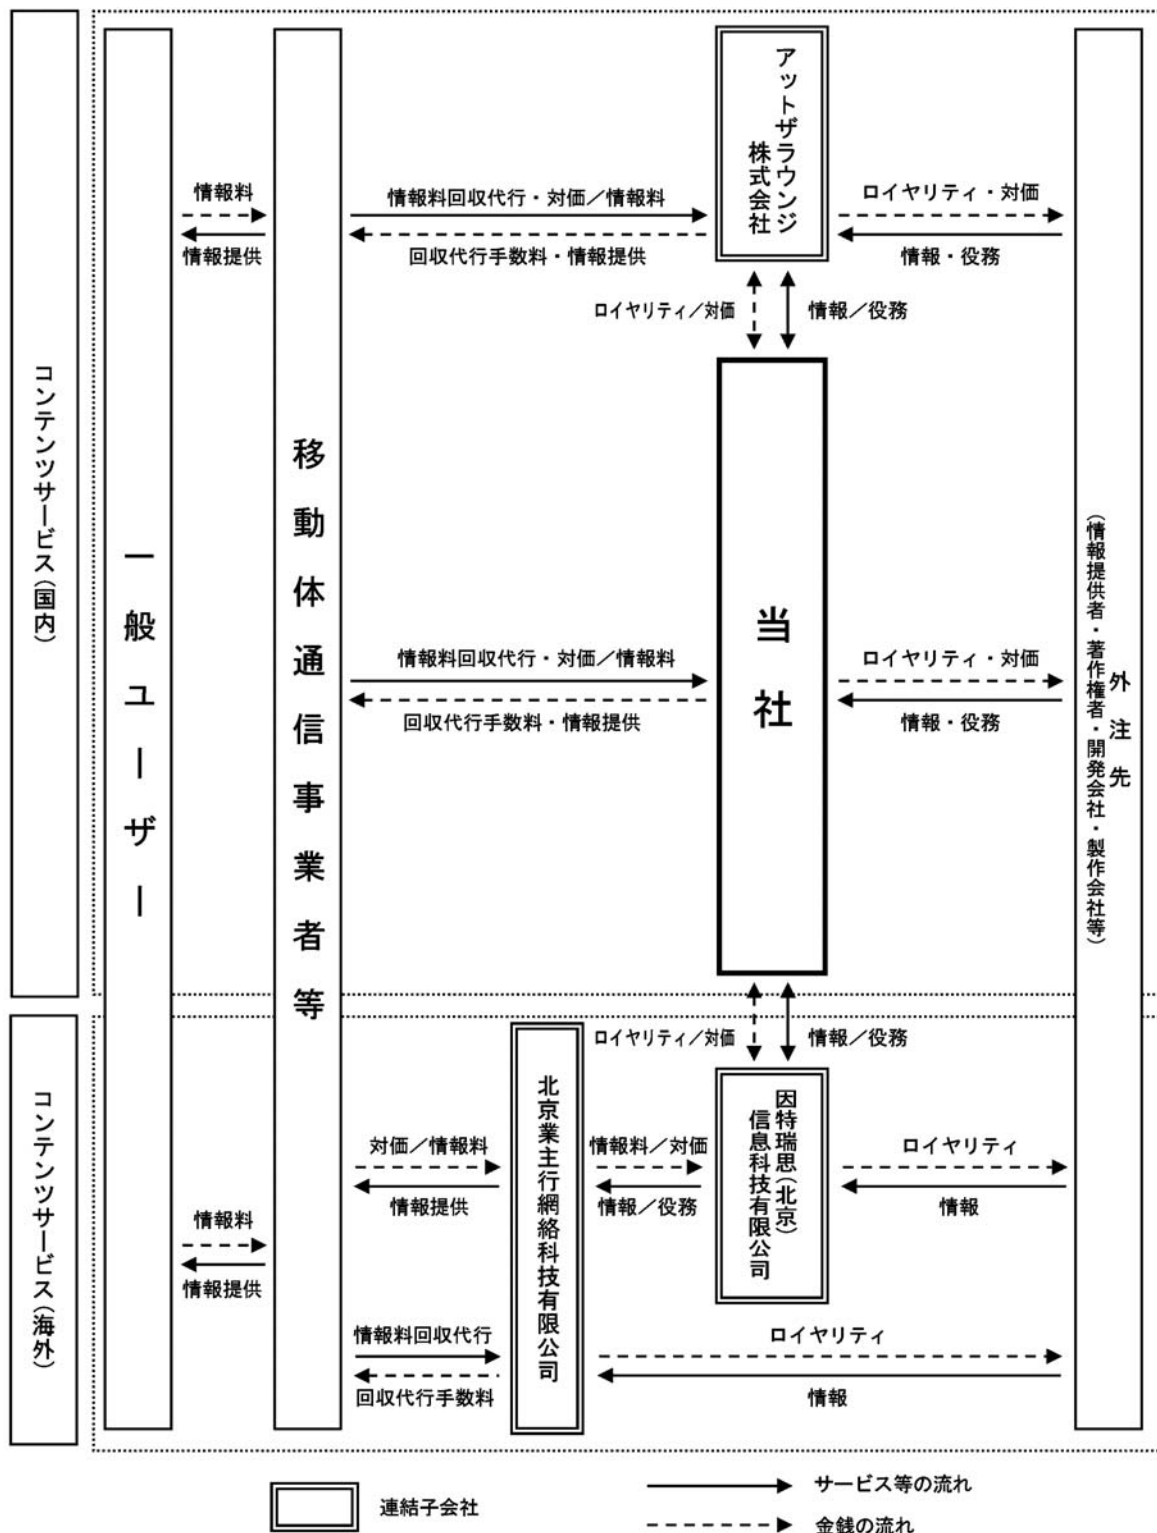 コンテンツサービス（国内）
コンテンツサービス（海外）
一般ユーザー
移動体通信事業者等
アットザラウンジ
株式会社
情報料
情報提供
情報料回収代行・対価／情報料
回収代行手数料・情報提供
ロイヤリティ・対価
情報・役務
ロイヤリティ／対価
情報／役務
当社
情報料回収代行・対価／情報料
回収代行手数料・情報提供
ロイヤリティ・対価
情報・役務
外注先
（情報提供者・著作権者・開発会社・製作会社等）
ロイヤリティ／対価
情報／役務
北京業主行網絡科技有限公司
因特瑞思（北京）
信息科技有限公司
対価／情報料
情報提供
情報料／対価
情報／役務
ロイヤリティ
情報
情報料
情報提供
情報料回収代行
回収代行手数料
ロイヤリティ
情報
連結子会社
サービス等の流れ
金銭の流れ